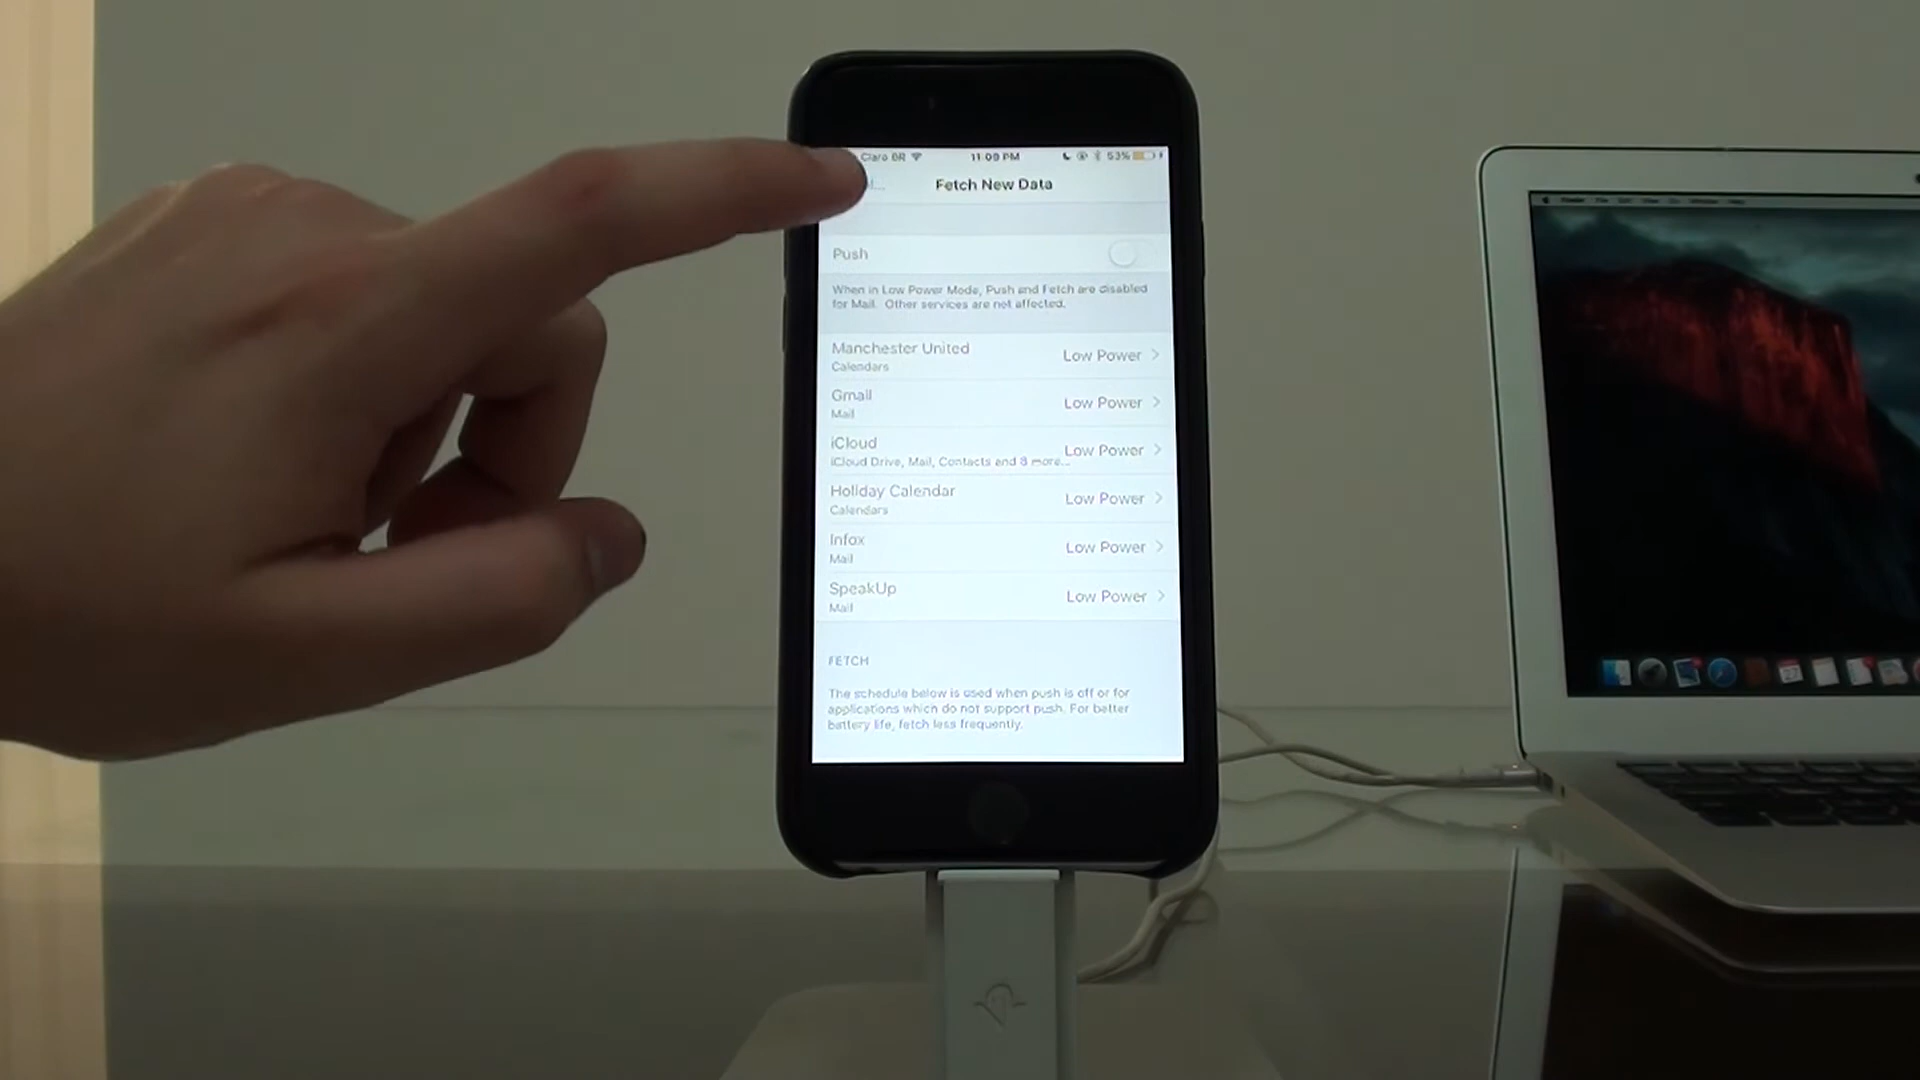 Claro BR 11:09 PM 53%
Fetch New Data
Push
When in Low Power Mode, Push and Fetch are disabled
for Mail. Other services are not affected.
Manchester United Low Power
Calendars
Gmail Low Power
Mail
iCloud Low Power
iCloud Drive, Mail, Contacts and 8 more...
Holiday Calendar Low Power
Calendars
Infox Low Power
Mail
SpeakUp Low Power
Mail
FETCH
The schedule below is used when push is off or for
applications which do not support push. For better
battery life, fetch less frequently.